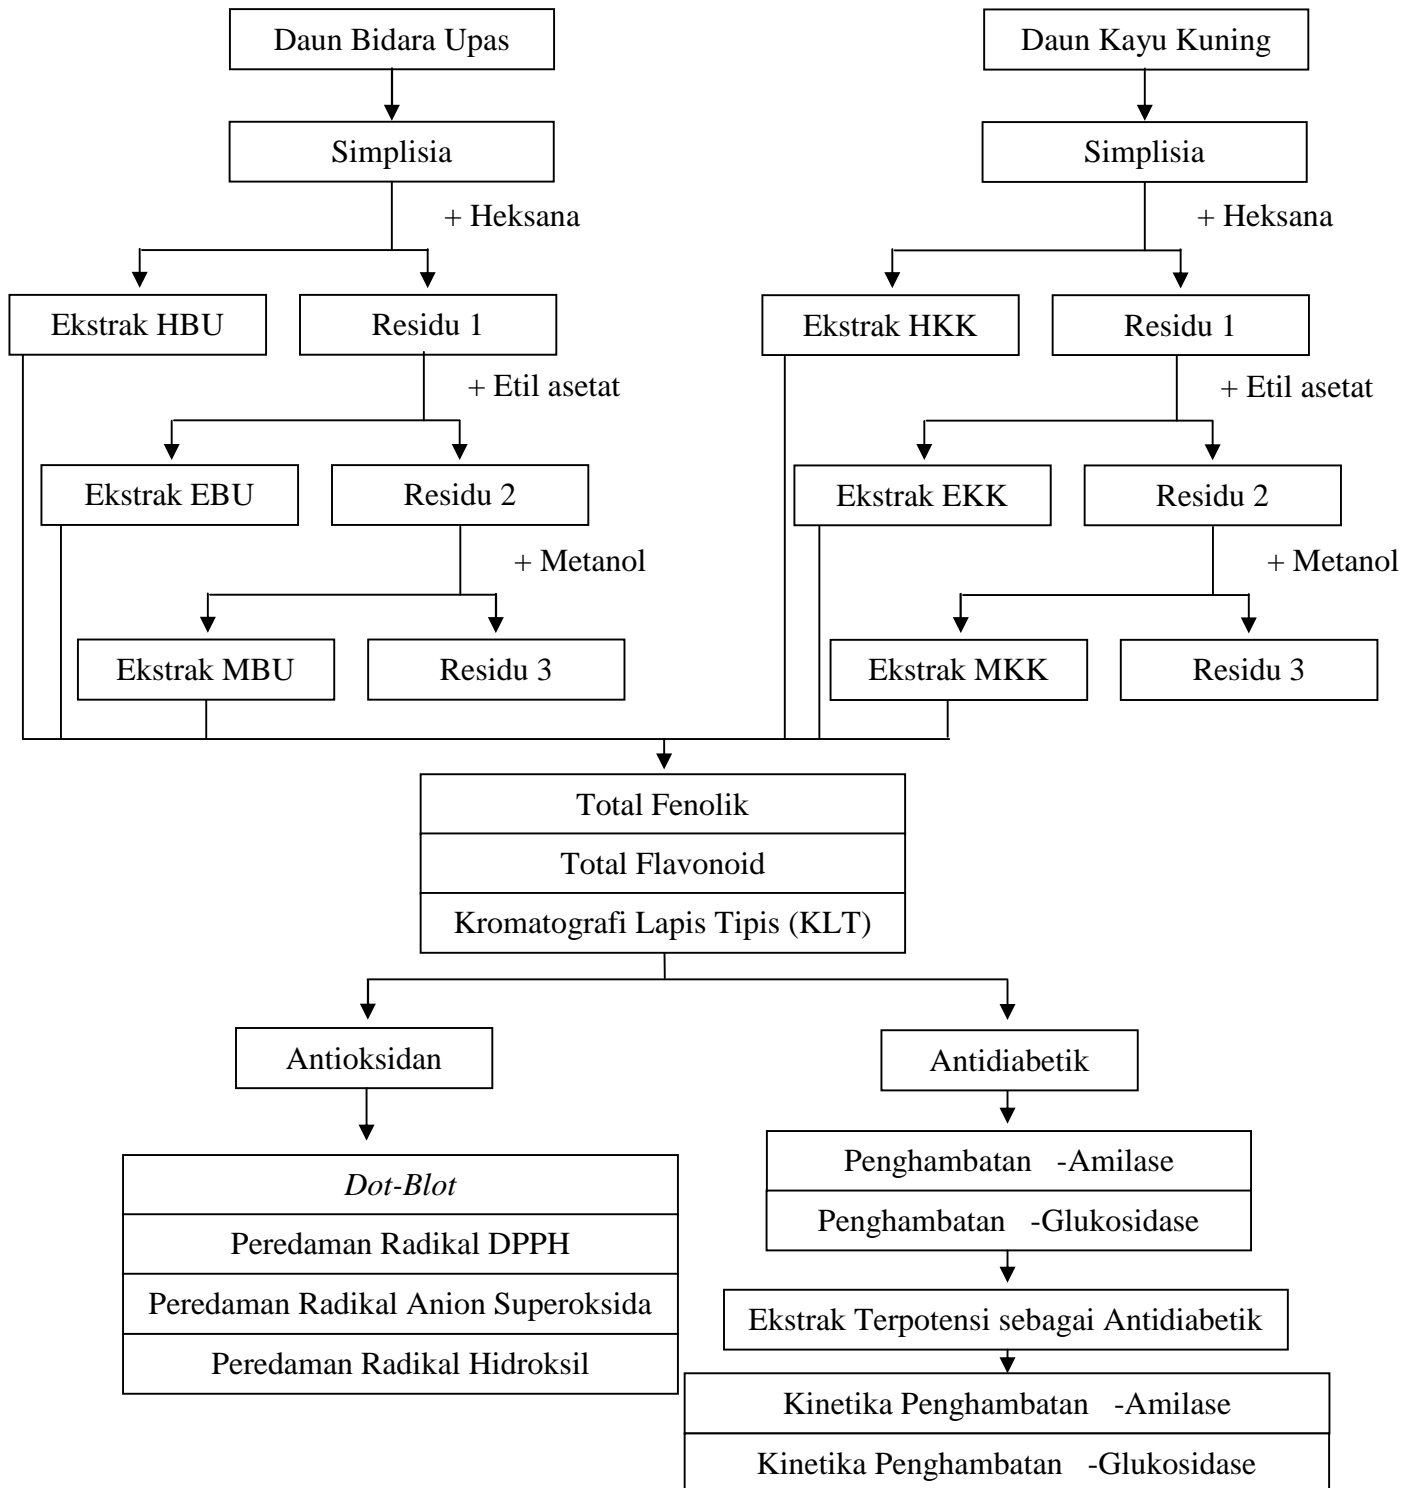 Daun Bidara Upas
Simplisia
+ Heksana
Ekstrak HBU
Residu 1
+ Etil asetat
Ekstrak EBU
Residu 2
+ Metanol
Ekstrak MBU
Residu 3
Daun Kayu Kuning
Simplisia
+ Heksana
Ekstrak HKK
Residu 1
+ Etil asetat
Ekstrak EKK
Residu 2
+ Metanol
Ekstrak MKK
Residu 3
Total Fenolik
Total Flavonoid
Kromatografi Lapis Tipis (KLT)
Antioksidan
Dot-Blot
Peredaman Radikal DPPH
Peredaman Radikal Anion Superoksida
Peredaman Radikal Hidroksil
Antidiabetik
Penghambatan -Amilase
Penghambatan -Glukosidase
Ekstrak Terpotensi sebagai Antidiabetik
Kinetika Penghambatan -Amilase
Kinetika Penghambatan -Glukosidase